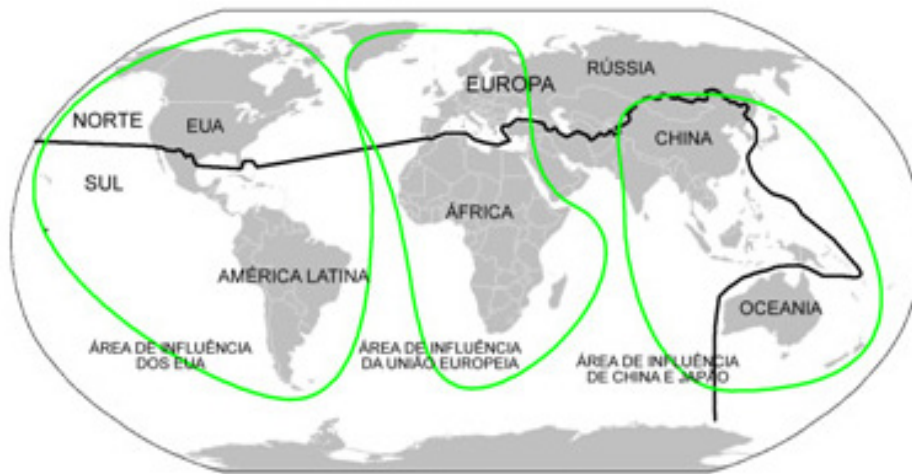 RÚSSIA
EUROPA
NORTE
EUA
CHINA
SUL
ÁFRICA
AMÉRICA LATINA
OCEANIA
ÁREA DE INFLUÊNCIA
DOS EUA
ÁREA DE INFLUÊNCIA
DA UNIÃO EUROPEIA
ÁREA DE INFLUÊNCIA
DE CHINA E JAPÃO